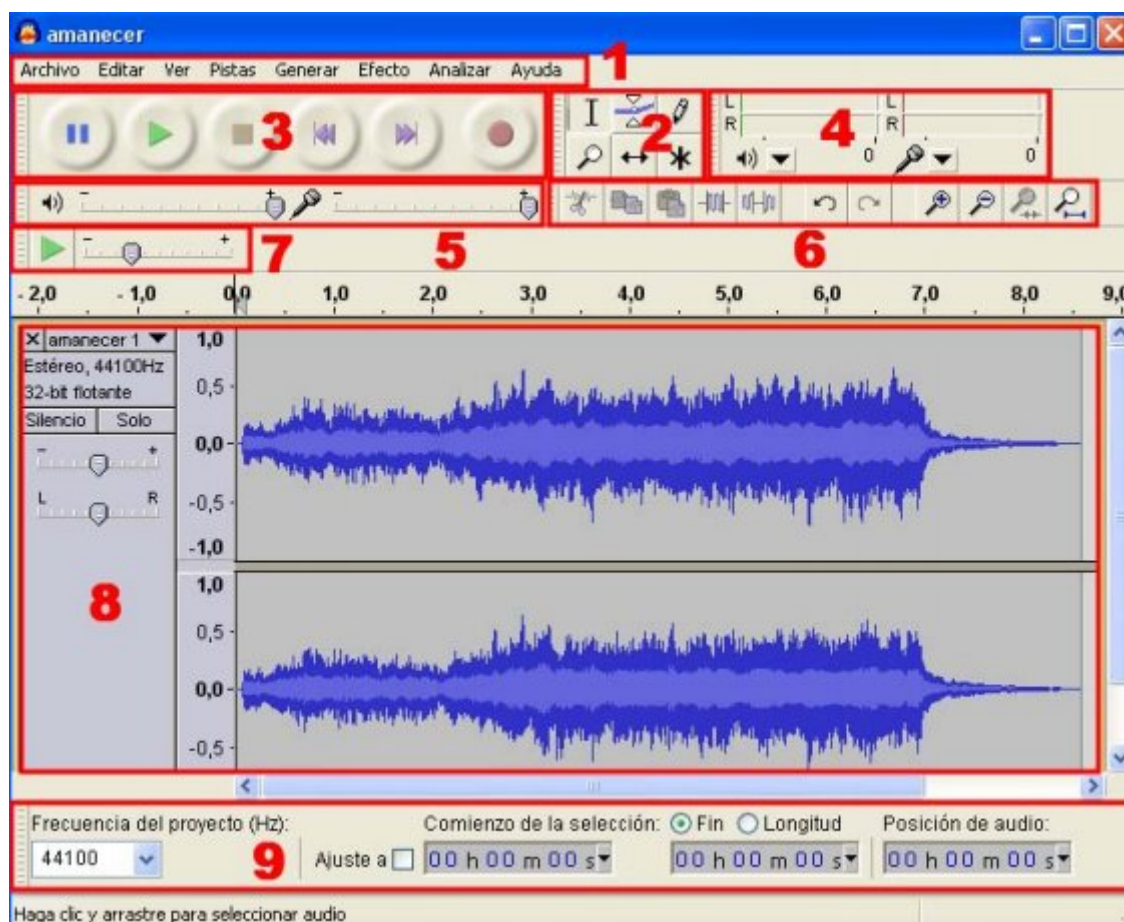 amanecer
Archivo Editar Ver Pistas Generar Efecto Analizar Ayuda
1
3
2
L
R
L
R
4
0
0
- +
- +
5
6
- +
7
- 2,0 - 1,0 0,0 1,0 2,0 3,0 4,0 5,0 6,0 7,0 8,0 9,0
X amanecer 1
Estéreo, 44100Hz
32-bit flotante
Silencio Solo
- +
L R
8
1,0
0,5
0,0
-0,5
-1,0
1,0
0,5
0,0
-0,5
Frecuencia del proyecto (Hz):
44100
9
Ajuste a
Comienzo de la selección:
00 h 00 m 00 s
Fin Longitud
00 h 00 m 00 s
Posición de audio:
00 h 00 m 00 s
Haga clic y arrastre para seleccionar audio